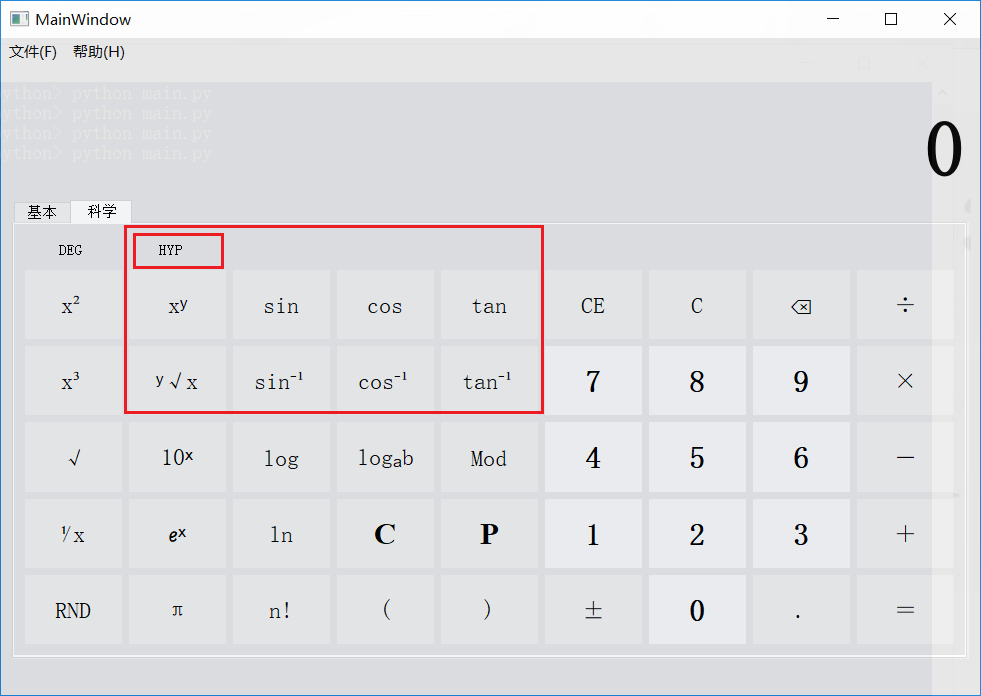 MainWindow
文件(F) 帮助(H)
ython> python main.py
ython> python main.py
ython> python main.py
ython> python main.py
0
基本 科学
DEG HYP
x² xʸ sin cos tan CE C ⌫ ÷
x³ ʸ√x sin⁻¹ cos⁻¹ tan⁻¹ 7 8 9 ×
√ 10ˣ log logₐb Mod 4 5 6 −
¹/x eˣ ln C P 1 2 3 +
RND π n! ( ) ± 0 . =